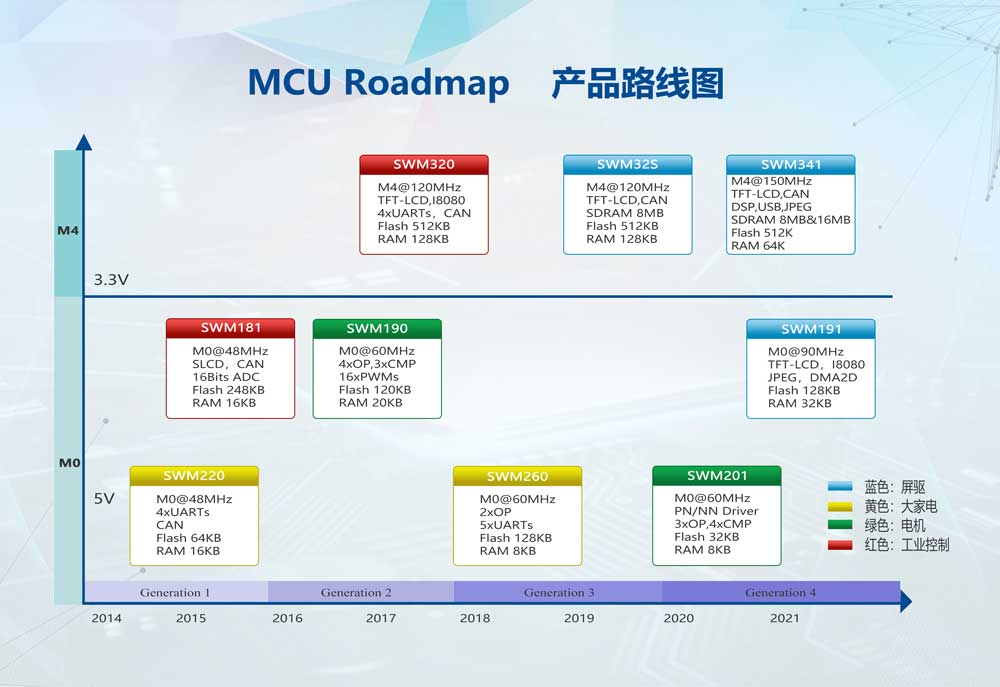 MCU Roadmap 产品路线图
M4
3.3V
SWM320
M4@120MHz
TFT-LCD,I8080
4xUARTs，CAN
Flash 512KB
RAM 128KB
SWM32S
M4@120MHz
TFT-LCD,CAN
SDRAM 8MB
Flash 512KB
RAM 128KB
SWM341
M4@150MHz
TFT-LCD,CAN
DSP,USB,JPEG
SDRAM 8MB&16MB
Flash 512K
RAM 64K
M0
5V
SWM181
M0@48MHz
SLCD，CAN
16Bits ADC
Flash 248KB
RAM 16KB
SWM190
M0@60MHz
4xOP,3xCMP
16xPWMs
Flash 120KB
RAM 20KB
SWM191
M0@90MHz
TFT-LCD，I8080
JPEG，DMA2D
Flash 128KB
RAM 32KB
SWM220
M0@48MHz
4xUARTs
CAN
Flash 64KB
RAM 16KB
SWM260
M0@60MHz
2xOP
5xUARTs
Flash 128KB
RAM 8KB
SWM201
M0@60MHz
PN/NN Driver
3xOP,4xCMP
Flash 32KB
RAM 8KB
蓝色：屏驱
黄色：大家电
绿色：电机
红色：工业控制
Generation 1 Generation 2 Generation 3 Generation 4
2014 2015 2016 2017 2018 2019 2020 2021